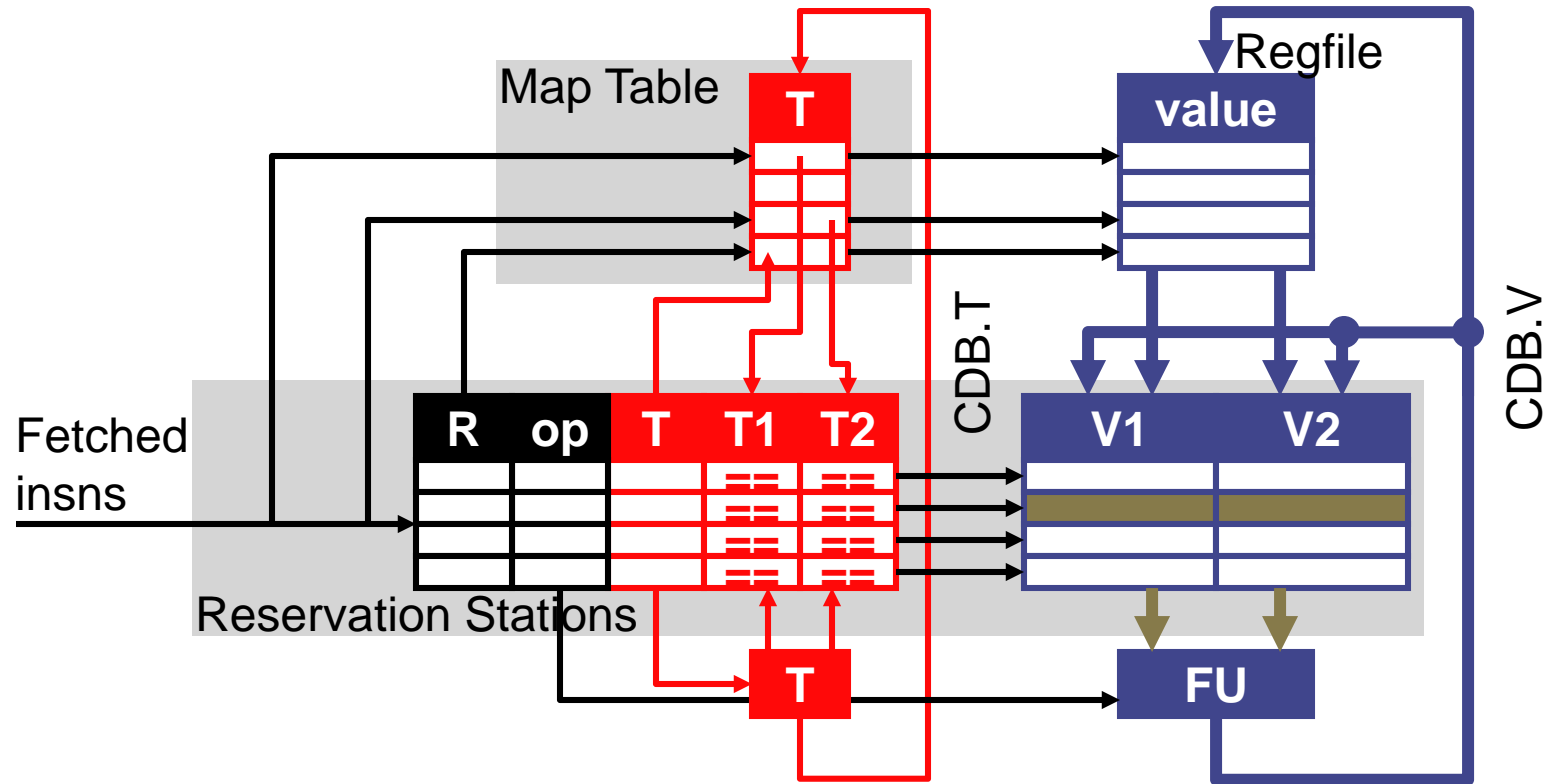 Regfile
Map Table
T
value
CDB.T
CDB.V
R op T T1 T2
V1 V2
Fetched
insns
== ==
== ==
== ==
== ==
Reservation Stations
T
FU